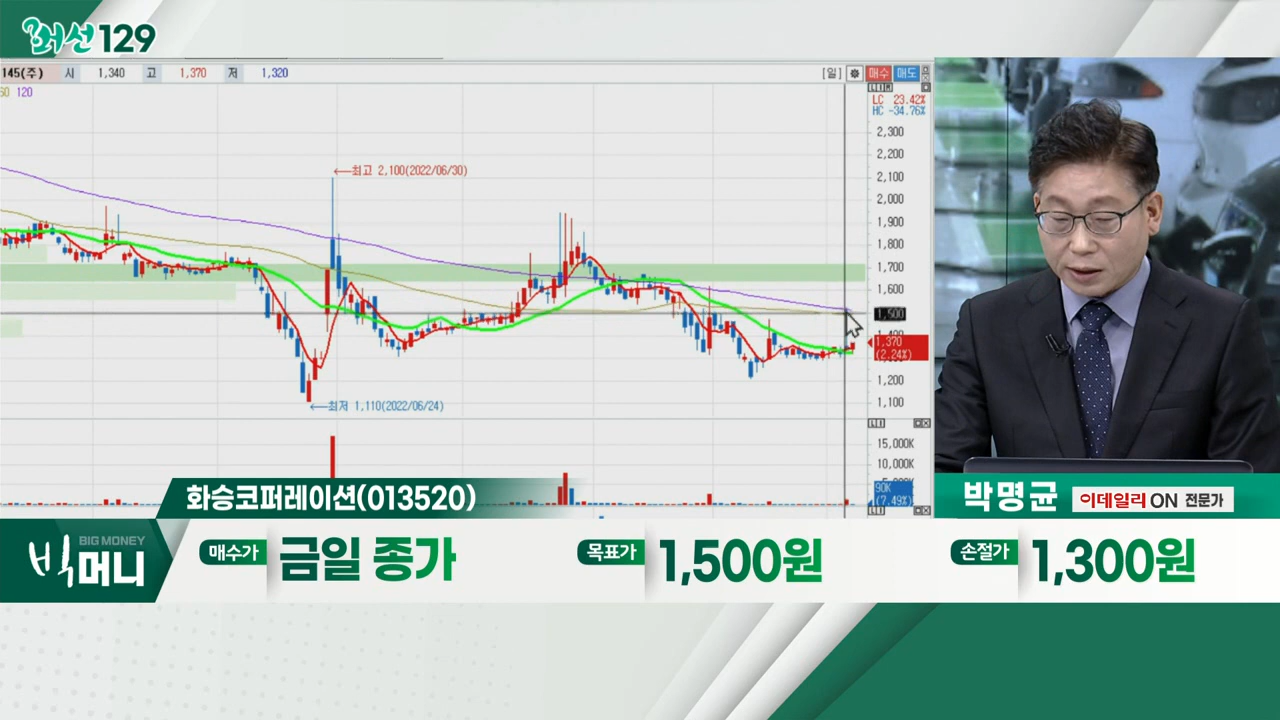 최선129
145(주) 시 1,340 고 1,370 저 1,320 [일] 매수 매도
60 120
LC 23.42%
HC -34.76%
2,300
2,200
2,100
2,000
1,900
1,800
1,700
1,600
1,500
1,400
1,370
(2.24%)
1,200
1,100
←최고 2,100(2022/06/30)
←최저 1,110(2022/06/24)
15,000K
10,000K
90K
(7.49%)
화승코퍼레이션(013520)
박명균 이데일리ON 전문가
BIG MONEY
빅머니
매수가 금일 종가 목표가 1,500원 손절가 1,300원